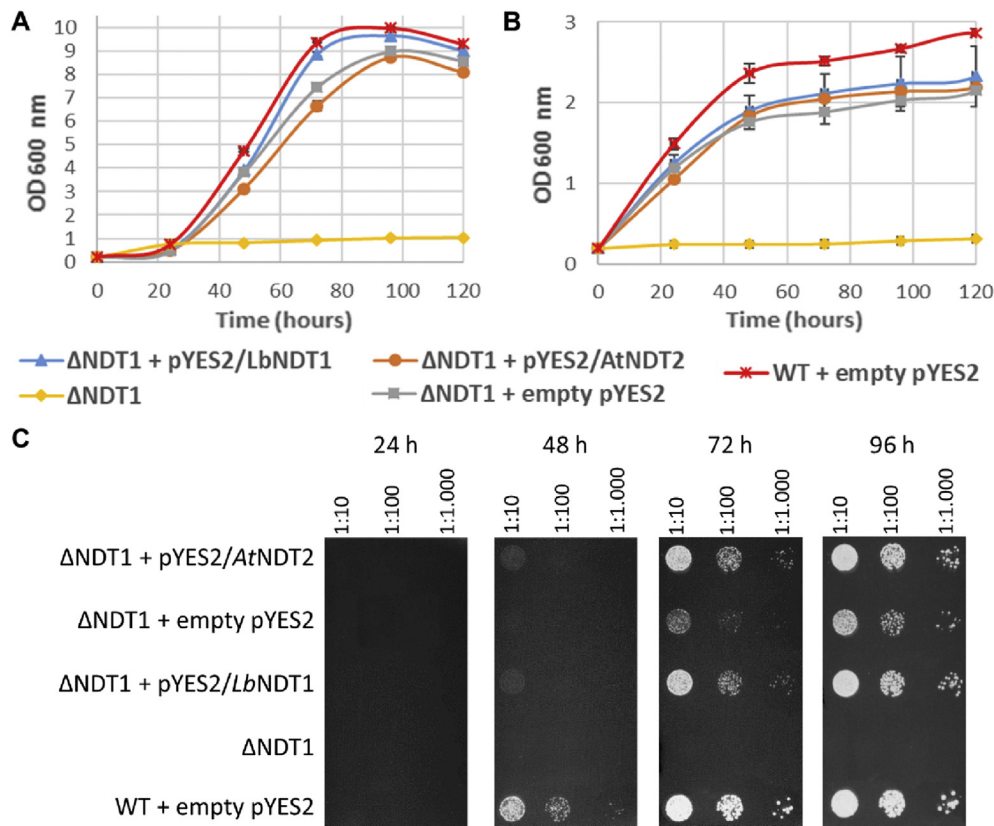 A
10
9
8
7
6
5
4
3
2
1
0
OD600 nm
0 20 40 60 80 100 120
Time (hours)
B
3
2
1
0
OD600 nm
0 20 40 60 80 100 120
Time (hours)
ΔNDT1 + pYES2/LbNDT1
ΔNDT1 + pYES2/AtNDT2
WT + empty pYES2
ΔNDT1
ΔNDT1 + empty pYES2
C
24 h 48 h 72 h 96 h
1:10 1:100 1:1.000 1:10 1:100 1:1.000 1:10 1:100 1:1.000 1:10 1:100 1:1.000
ΔNDT1 + pYES2/AtNDT2
ΔNDT1 + empty pYES2
ΔNDT1 + pYES2/LbNDT1
ΔNDT1
WT + empty pYES2